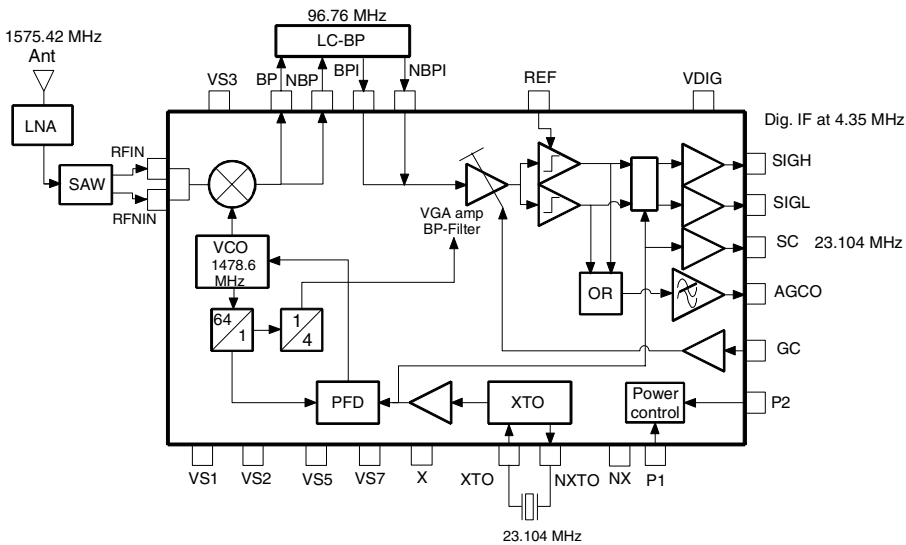 96.76 MHz
1575.42 MHz
Ant
LC-BP
VS3
BP
NBP
BPI
NBPI
REF
VDIG
LNA
Dig. IF at 4.35 MHz
SAW
RFIN
RFNIN
SIGH
SIGL
VGA amp
BP-Filter
SC 23.104 MHz
VCO
1478.6
MHz
OR
AGCO
64
1
1
4
GC
PFD
XTO
Power
control
P2
VS1
VS2
VS5
VS7
X
XTO
NXTO
NX
P1
23.104 MHz